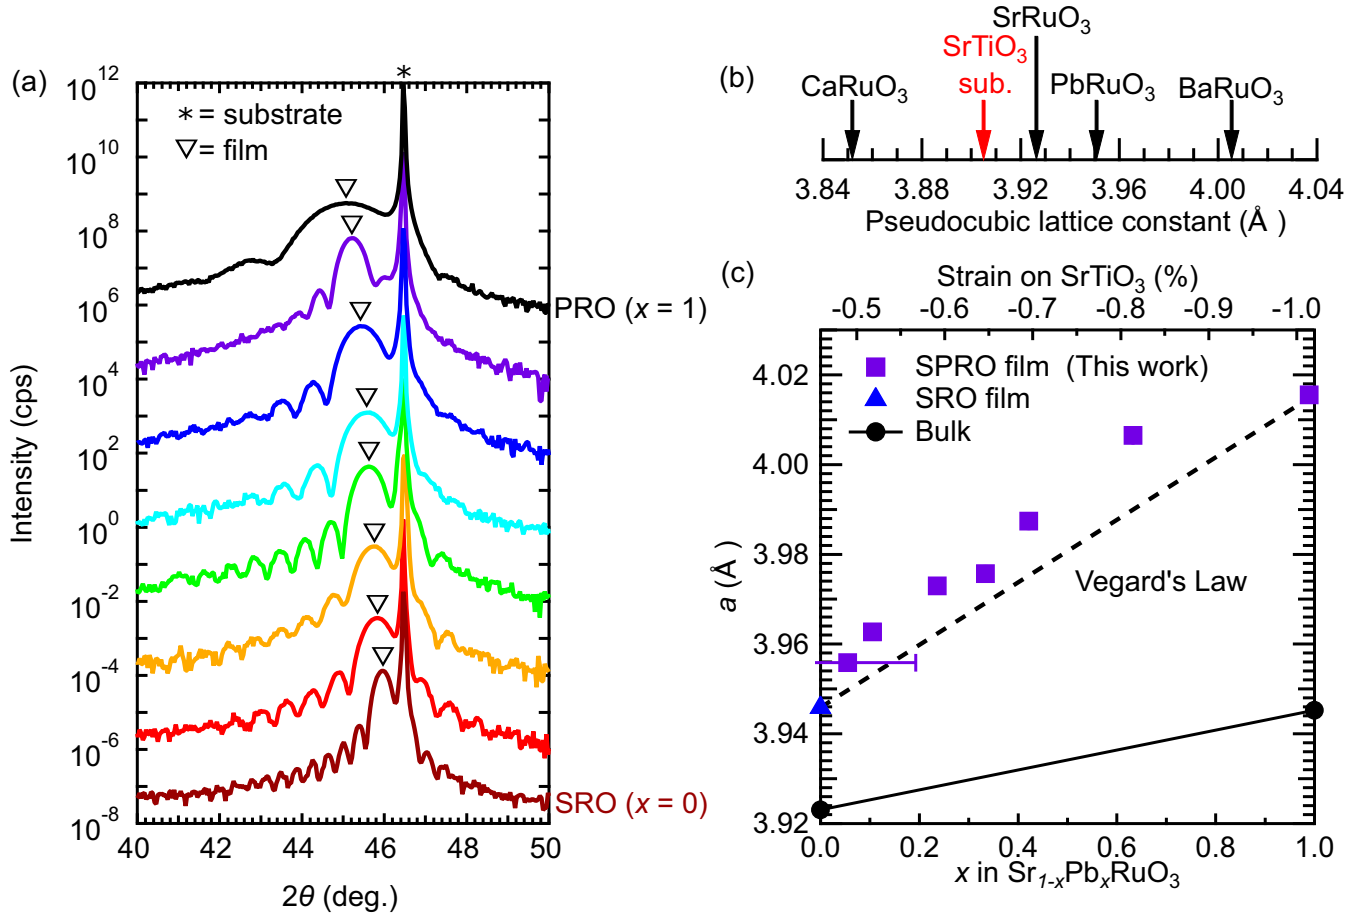 (a)
*
* = substrate
▽= film
10^12
10^10
10^8
10^6
10^4
10^2
10^0
10^-2
10^-4
10^-6
10^-8
Intensity (cps)
PRO (x = 1)
SRO (x = 0)
40 42 44 46 48 50
2θ (deg.)
(b)
SrRuO3
SrTiO3
sub.
CaRuO3
PbRuO3
BaRuO3
3.84 3.88 3.92 3.96 4.00 4.04
Pseudocubic lattice constant (Å)
(c)
Strain on SrTiO3 (%)
-0.5 -0.6 -0.7 -0.8 -0.9 -1.0
SPRO film (This work)
SRO film
Bulk
4.02
4.00
3.98
3.96
3.94
3.92
a (Å)
Vegard's Law
0.0 0.2 0.4 0.6 0.8 1.0
x in Sr1-xPbxRuO3